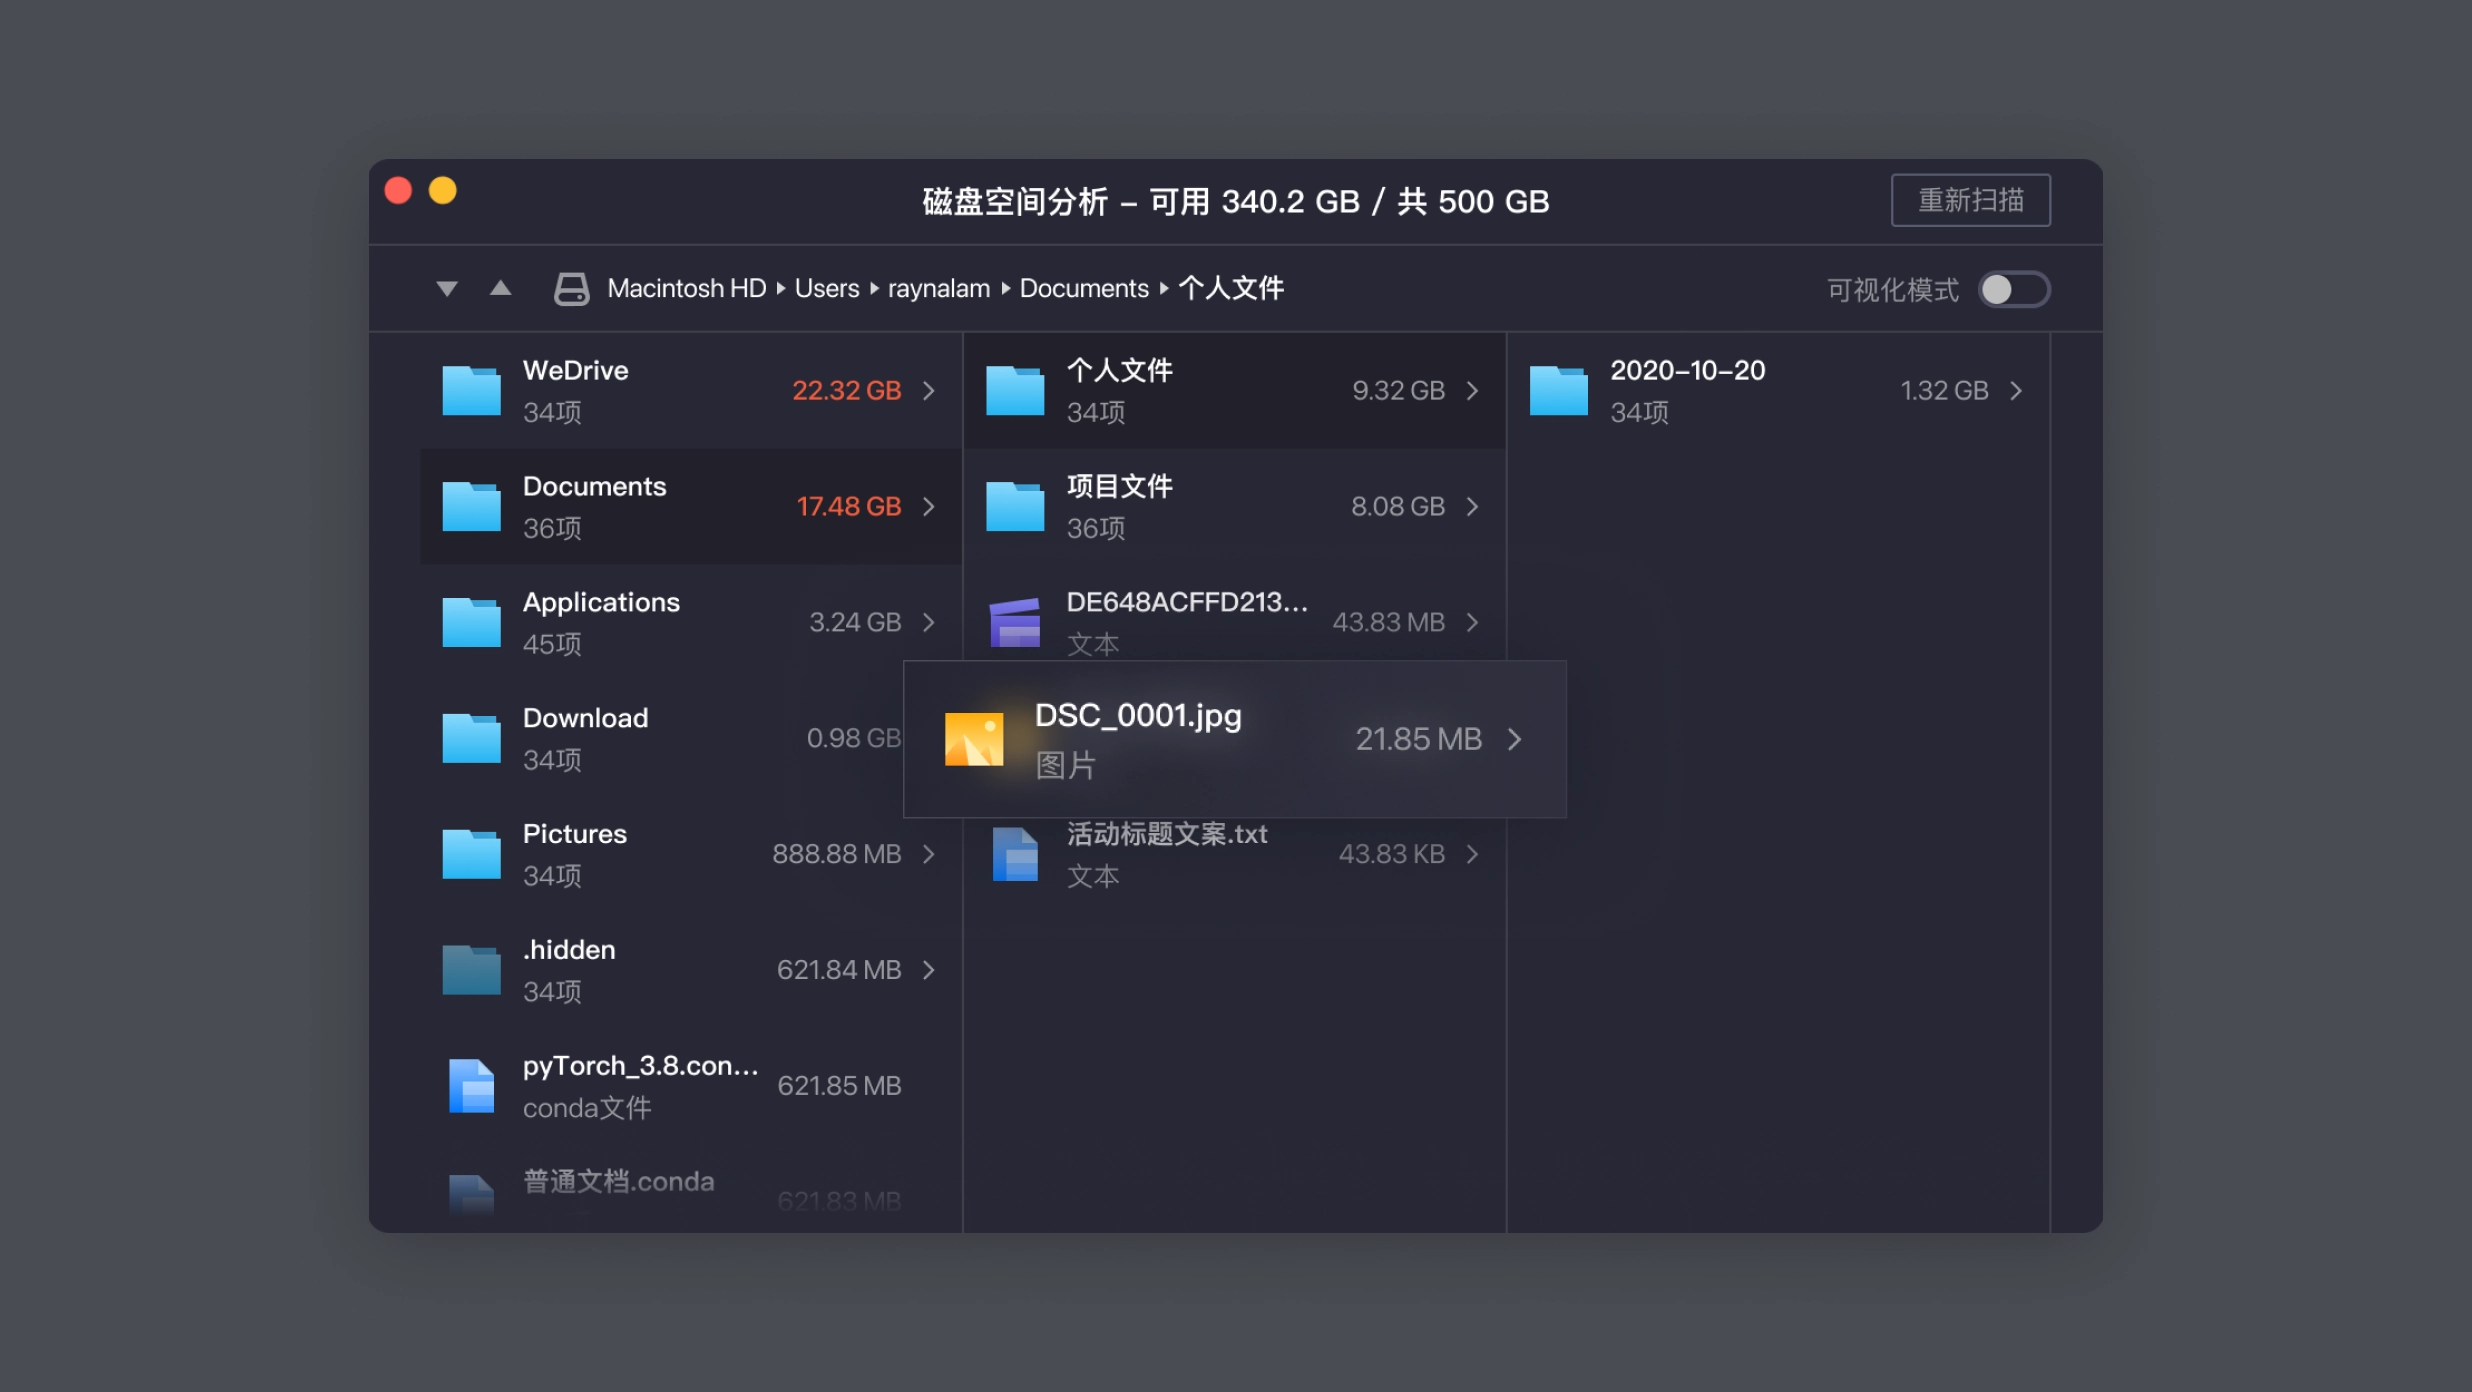 磁盘空间分析 – 可用 340.2 GB / 共 500 GB
重新扫描
Macintosh HD Users raynalam Documents 个人文件
可视化模式
WeDrive
34项
22.32 GB
Documents
36项
17.48 GB
Applications
45项
3.24 GB
Download
34项
0.98 GB
Pictures
34项
888.88 MB
.hidden
34项
621.84 MB
pyTorch_3.8.con...
conda文件
621.85 MB
普通文档.conda
621.83 MB
个人文件
34项
9.32 GB
项目文件
36项
8.08 GB
DE648ACFFD213...
文本
43.83 MB
DSC_0001.jpg
图片
21.85 MB
活动标题文案.txt
文本
43.83 KB
2020-10-20
34项
1.32 GB